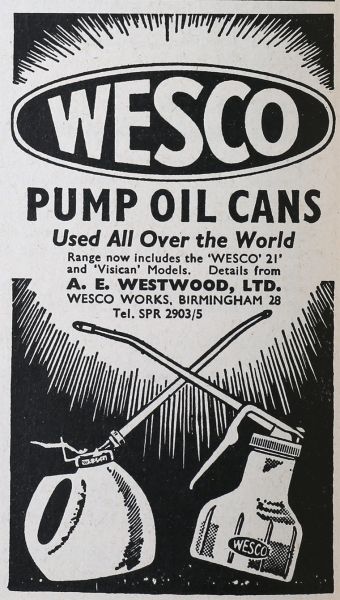 WESCO
PUMP OIL CANS
Used All Over the World
Range now includes the 'WESCO' 21'
and 'Visican' Models. Details from
A. E. WESTWOOD, LTD.
WESCO WORKS, BIRMINGHAM 28
Tel. SPR 2903/5
WESCO